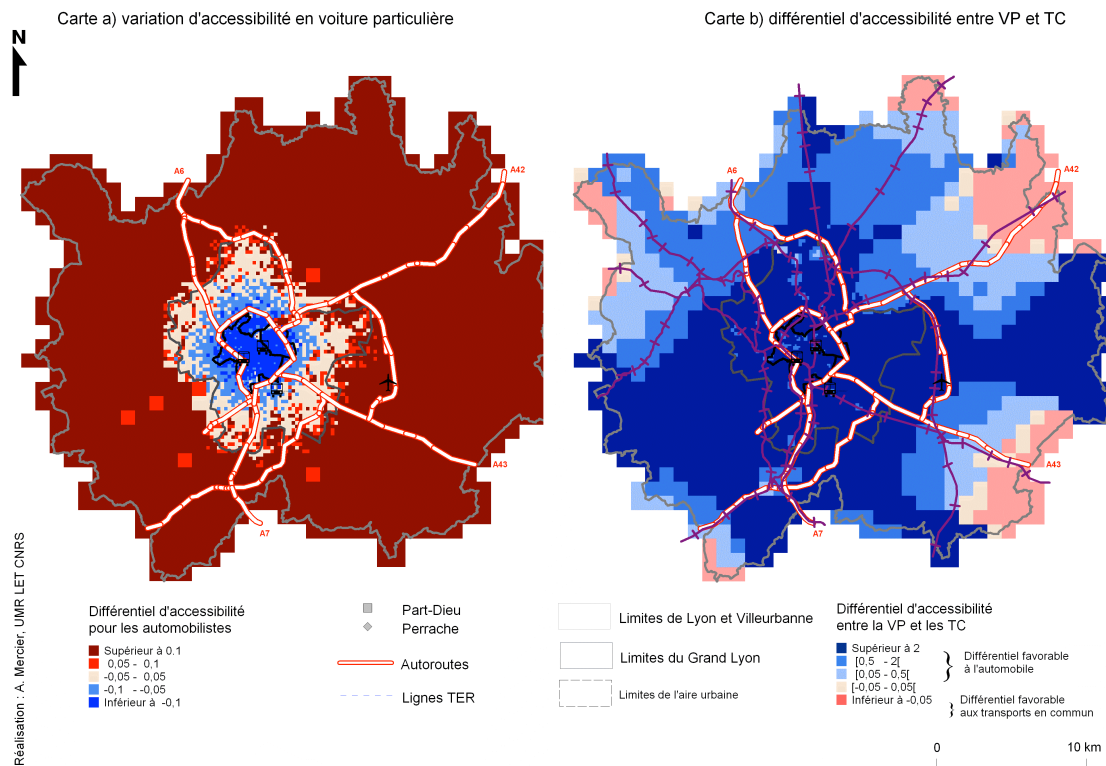 Carte a) variation d'accessibilité en voiture particulière
Carte b) différentiel d'accessibilité entre VP et TC
N
A6
A42
A43
A7
A6
A42
A43
A7
Réalisation : A. Mercier, UMR LET CNRS
Différentiel d'accessibilité
pour les automobilistes
Supérieur à 0.1
0,05 - 0,1
-0,05 - 0,05
-0,1 - -0,05
Inférieur à -0,1
Part-Dieu
Perrache
Autoroutes
Lignes TER
Limites de Lyon et Villeurbanne
Limites du Grand Lyon
Limites de l'aire urbaine
Différentiel d'accessibilité
entre la VP et les TC
Supérieur à 2
[0,5 - 2[
[0,05 - 0,5[
[-0,05 - 0,05[
Inférieur à -0,05
Différentiel favorable
à l'automobile
Différentiel favorable
aux transports en commun
0 10 km